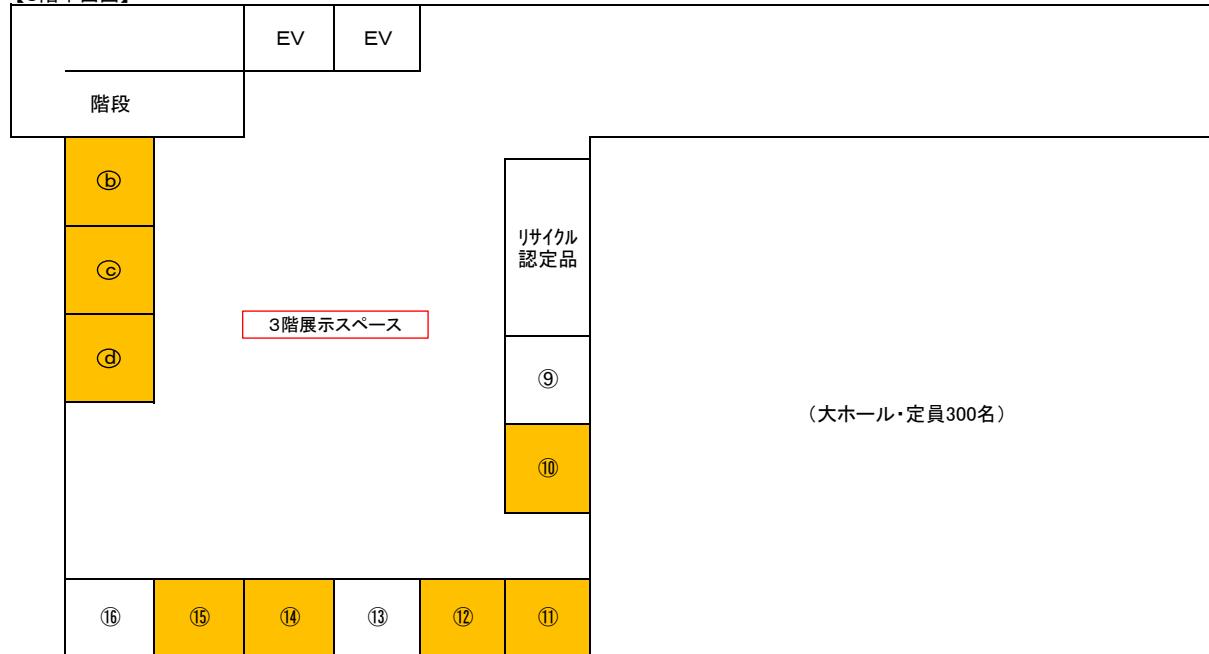 EV
EV
階段
ⓑ
ⓒ
ⓓ
リサイクル
認定品
3階展示スペース
⑨
(大ホール・定員300名)
⑩
⑯
⑮
⑭
⑬
⑫
⑪